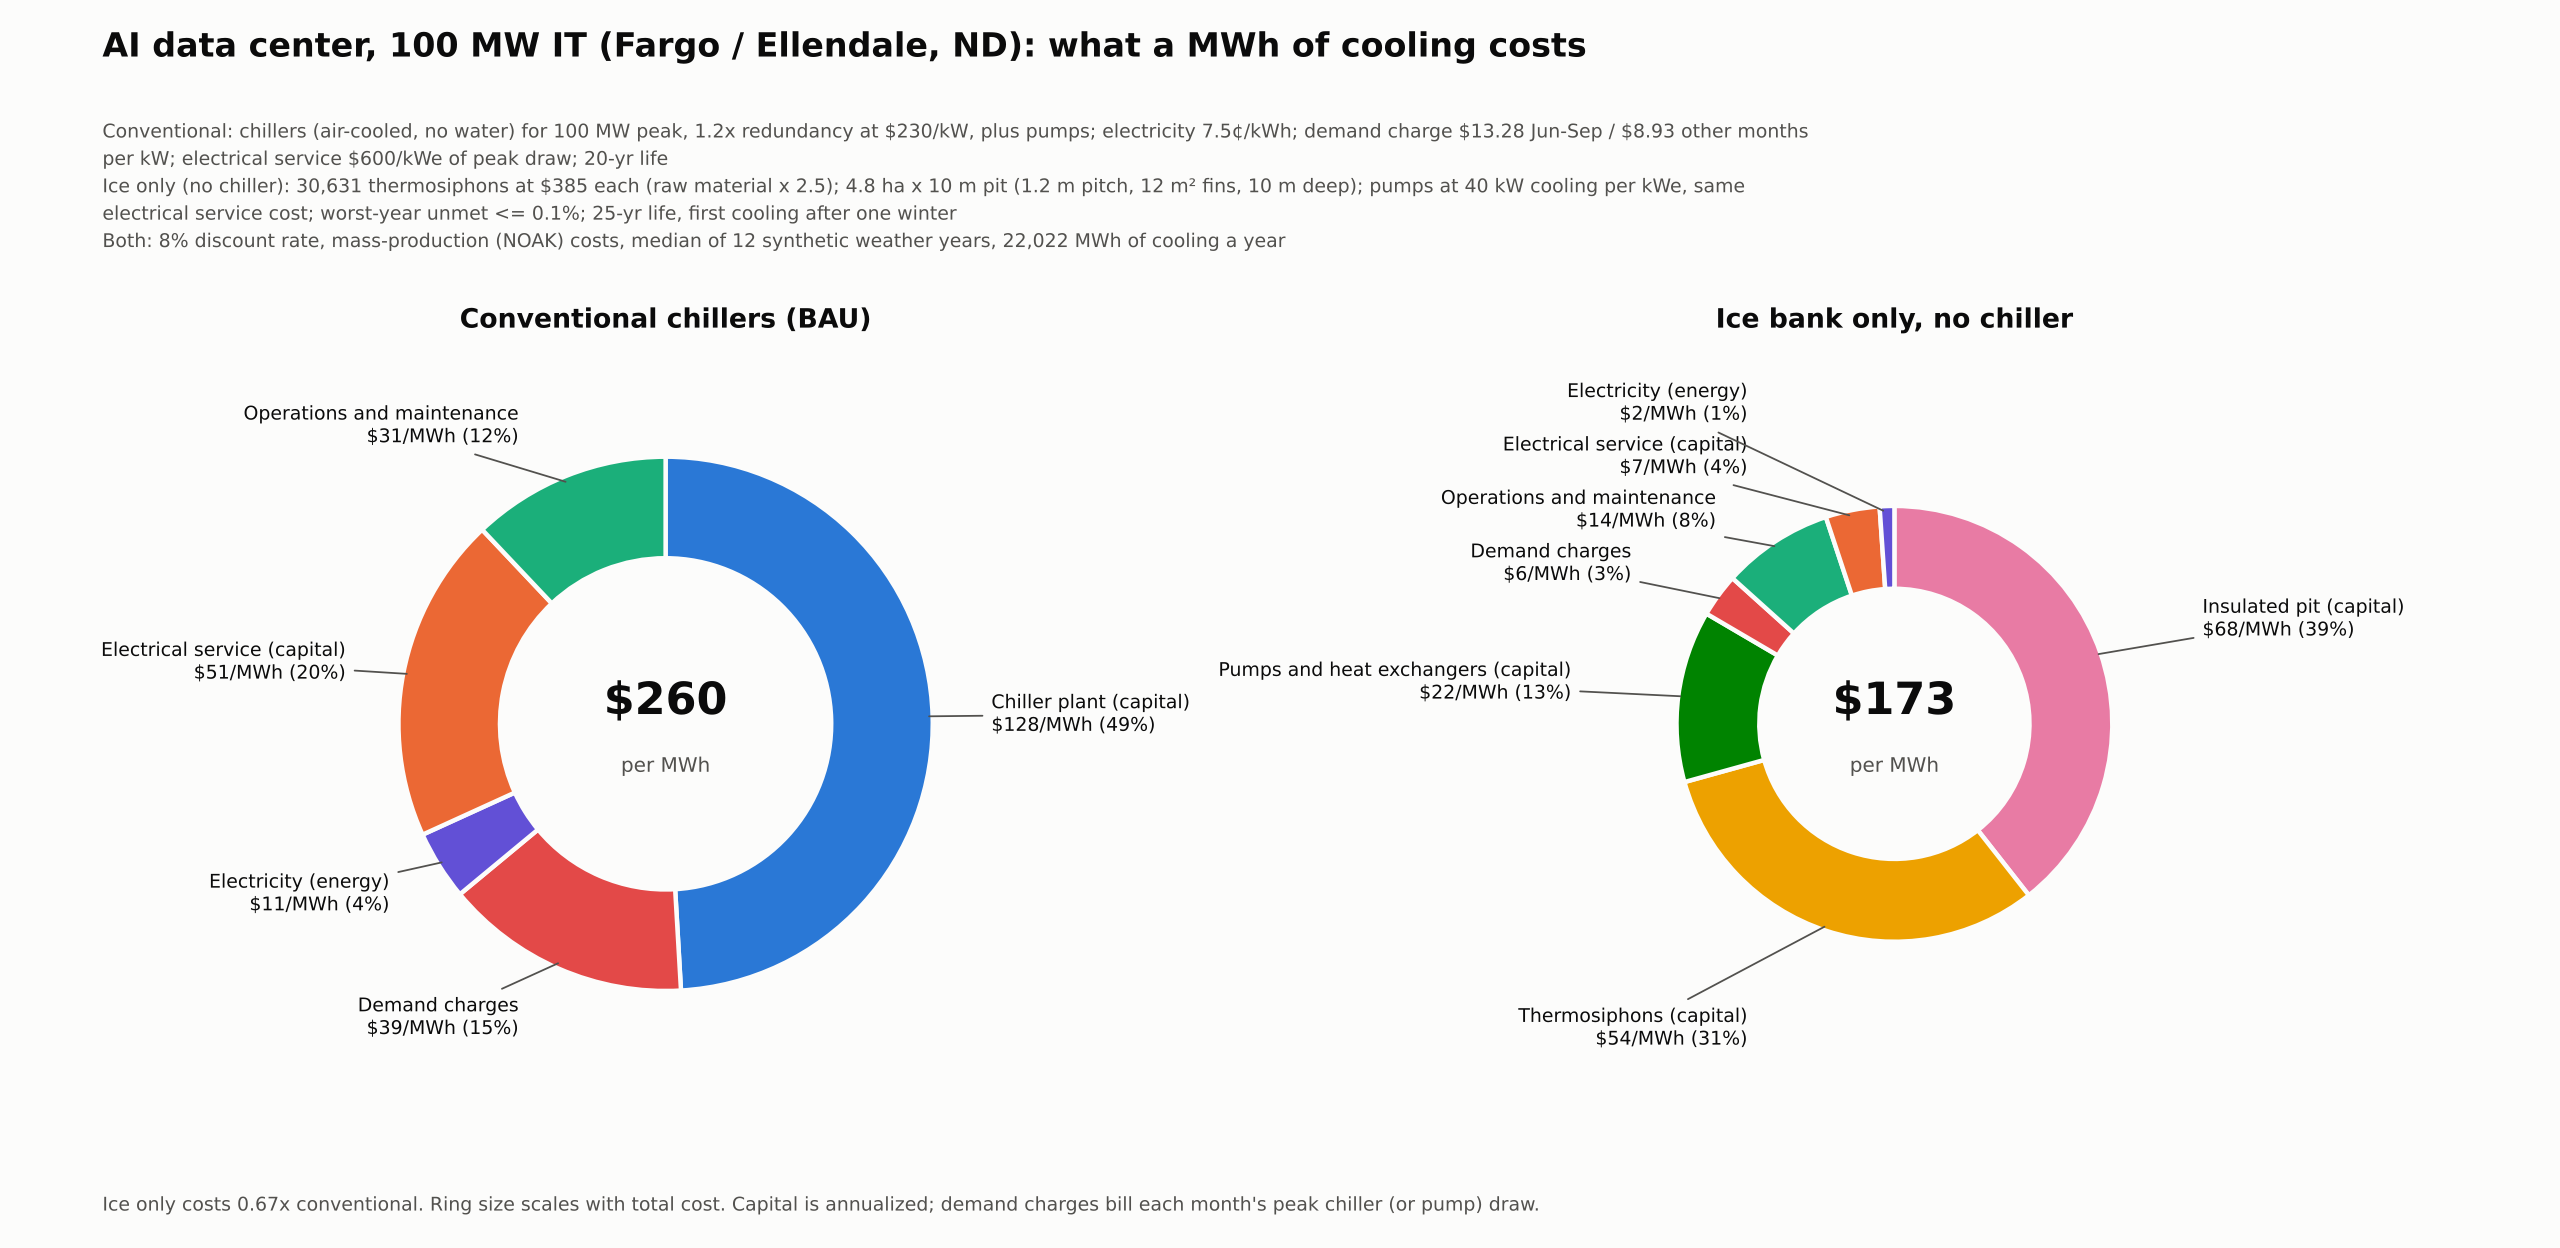 AI data center, 100 MW IT (Fargo / Ellendale, ND): what a MWh of cooling costs
Conventional: chillers (air-cooled, no water) for 100 MW peak, 1.2x redundancy at $230/kW, plus pumps; electricity 7.5¢/kWh; demand charge $13.28 Jun-Sep / $8.93 other months
per kW; electrical service $600/kWe of peak draw; 20-yr life
Ice only (no chiller): 30,631 thermosiphons at $385 each (raw material x 2.5); 4.8 ha x 10 m pit (1.2 m pitch, 12 m² fins, 10 m deep); pumps at 40 kW cooling per kWe, same
electrical service cost; worst-year unmet <= 0.1%; 25-yr life, first cooling after one winter
Both: 8% discount rate, mass-production (NOAK) costs, median of 12 synthetic weather years, 22,022 MWh of cooling a year
Conventional chillers (BAU)
Operations and maintenance
$31/MWh (12%)
Electrical service (capital)
$51/MWh (20%)
$260
per MWh
Chiller plant (capital)
$128/MWh (49%)
Electricity (energy)
$11/MWh (4%)
Demand charges
$39/MWh (15%)
Ice bank only, no chiller
Electricity (energy)
$2/MWh (1%)
Electrical service (capital)
$7/MWh (4%)
Operations and maintenance
$14/MWh (8%)
Demand charges
$6/MWh (3%)
Insulated pit (capital)
$68/MWh (39%)
Pumps and heat exchangers (capital)
$22/MWh (13%)
$173
per MWh
Thermosiphons (capital)
$54/MWh (31%)
Ice only costs 0.67x conventional. Ring size scales with total cost. Capital is annualized; demand charges bill each month's peak chiller (or pump) draw.